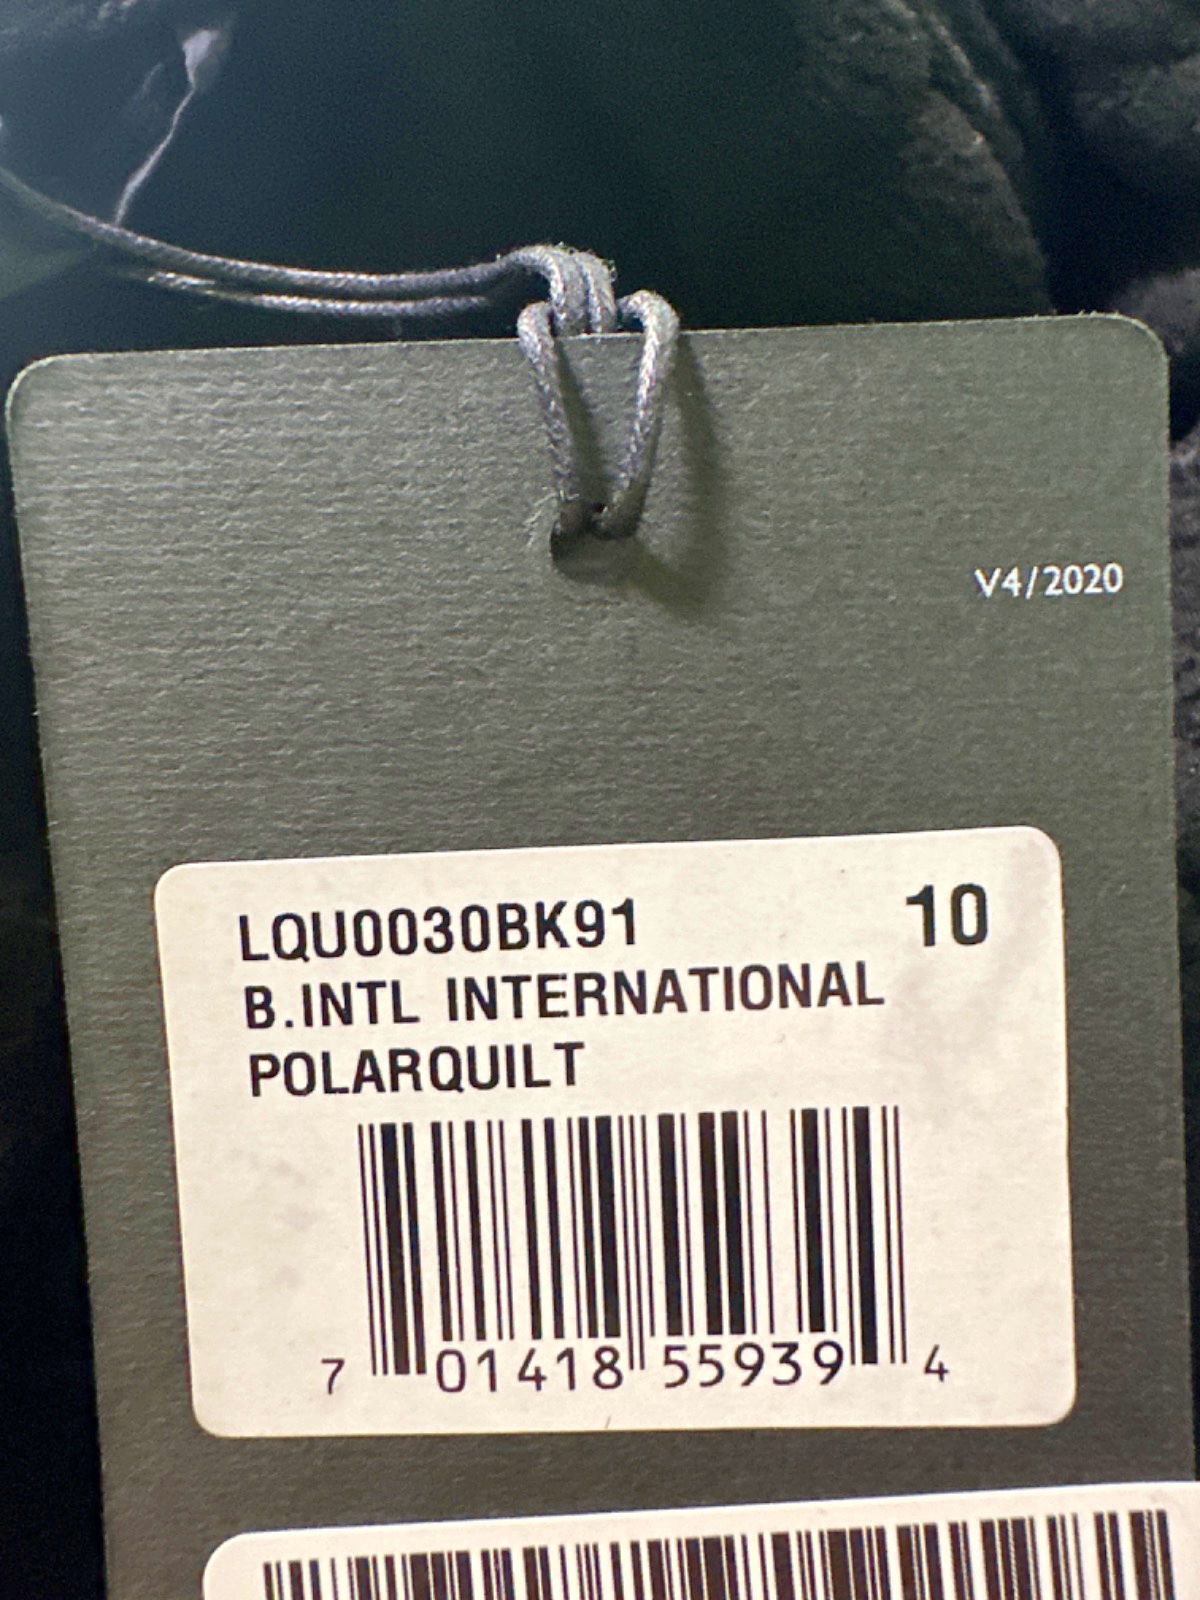 V4/2020
LQU0030BK91 10
B.INTL INTERNATIONAL
POLARQUILT
7 01418 55939 4